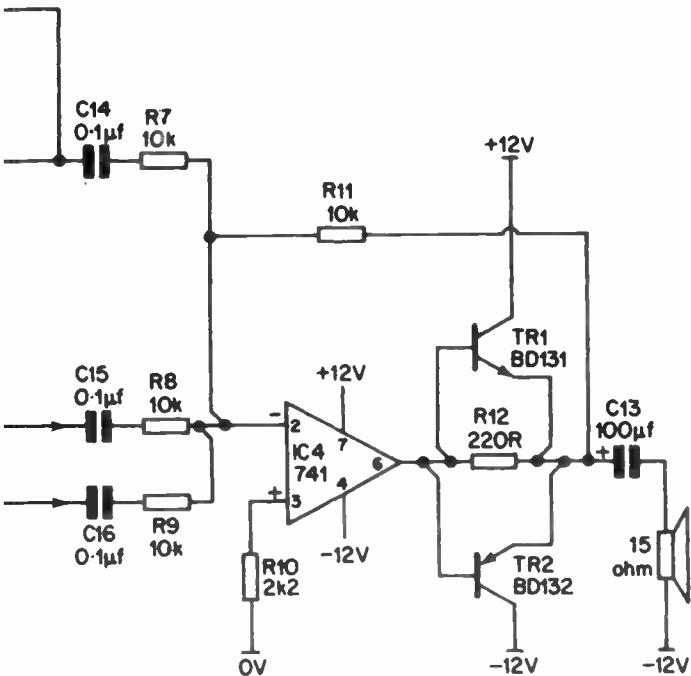 C14
0·1µf
R7
10k
+12V
R11
10k
TR1
BD131
C15
0·1µf
R8
10k
+12V
R12
220R
C13
100µf
+
-
2
7
IC4
741
6
+
3
4
C16
0·1µf
R9
10k
-12V
R10
2k2
TR2
BD132
15
ohm
0V
-12V
-12V